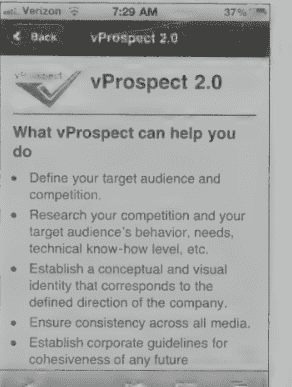 Verizon 7:29 AM 37%
Back vProspect 2.0
vProspect
vProspect 2.0
What vProspect can help you
do
• Define your target audience and
competition.
• Research your competition and your
target audience's behavior, needs,
technical know-how level, etc.
• Establish a conceptual and visual
identity that corresponds to the
defined direction of the company.
• Ensure consistency across all media.
• Establish corporate guidelines for
cohesiveness of any future